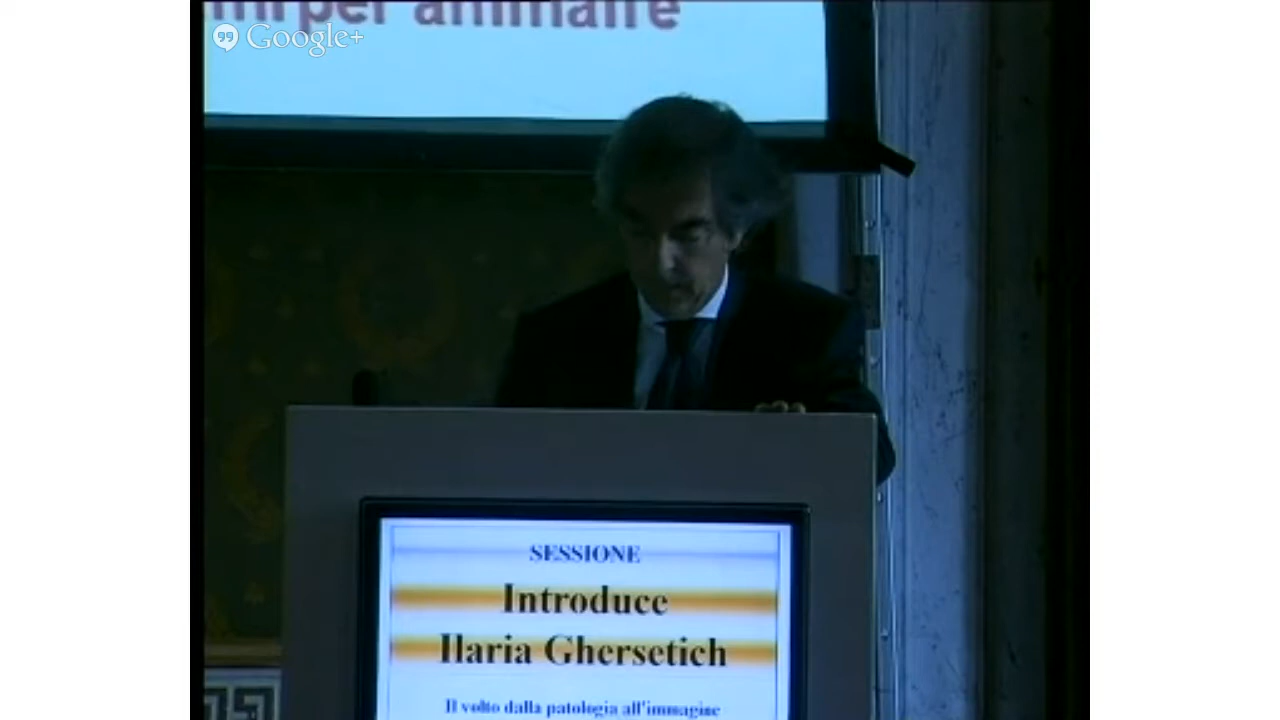 Google+
SESSIONE
Introduce
Ilaria Ghersetich
Il volto dalla patologia all'immagine